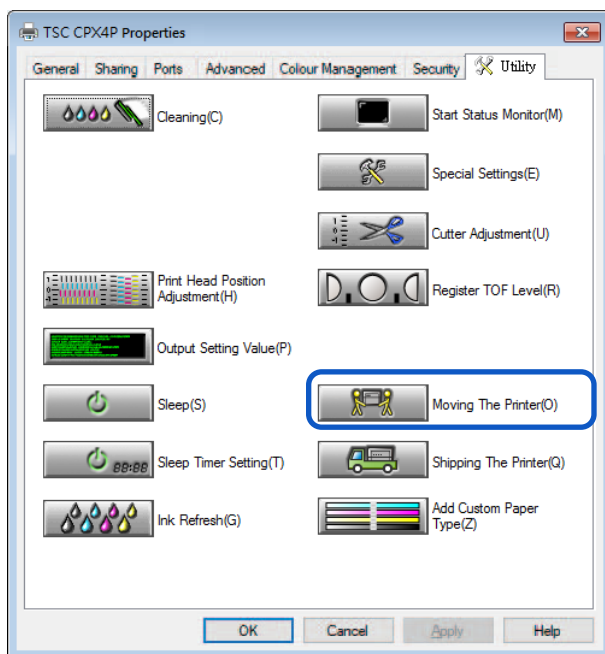 TSC CPX4P Properties
General Sharing Ports Advanced Colour Management Security Utility
Cleaning(C)
Start Status Monitor(M)
Special Settings(E)
Cutter Adjustment(U)
Print Head Position
Adjustment(H)
Register TOF Level(R)
Output Setting Value(P)
Sleep(S)
Moving The Printer(O)
Sleep Timer Setting(T)
Shipping The Printer(Q)
Ink Refresh(G)
Add Custom Paper
Type(Z)
OK Cancel Apply Help